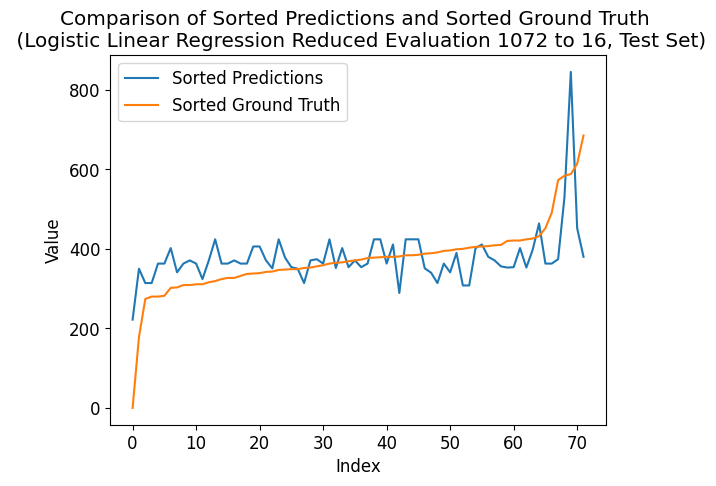 Comparison of Sorted Predictions and Sorted Ground Truth
(Logistic Linear Regression Reduced Evaluation 1072 to 16, Test Set)
Sorted Predictions
Sorted Ground Truth
800
600
400
200
0
Value
0 10 20 30 40 50 60 70
Index